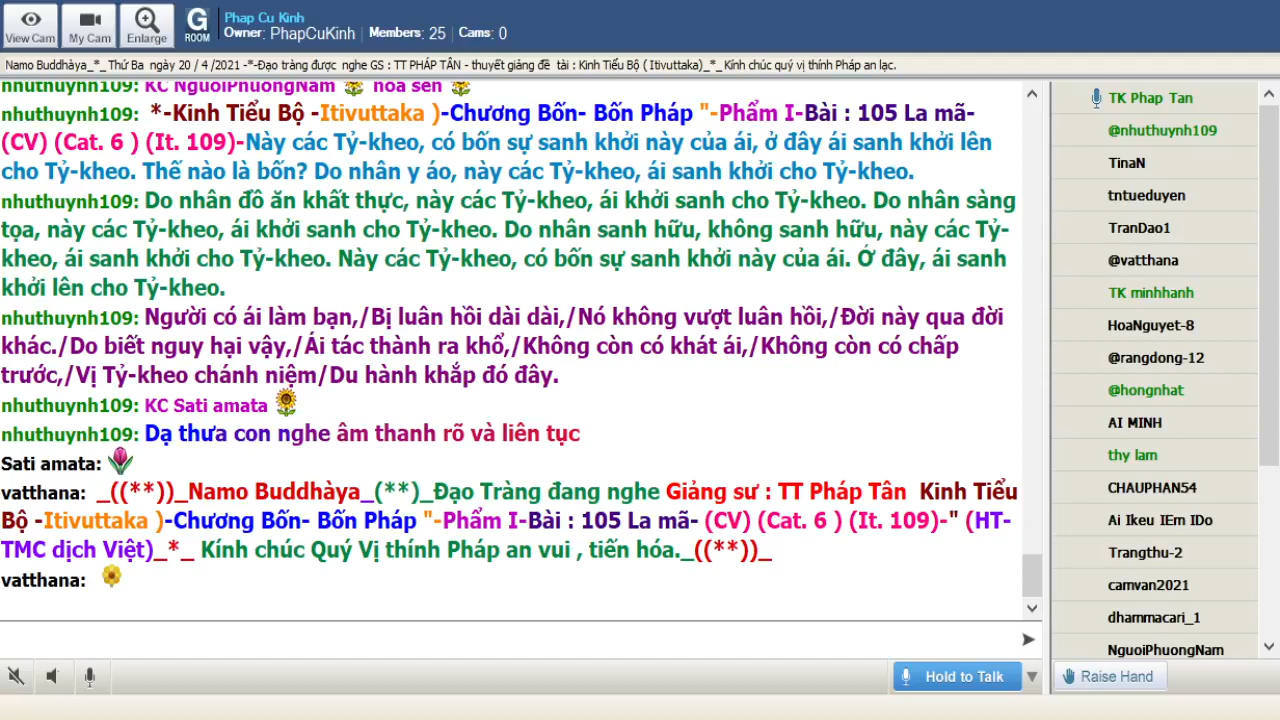 View Cam
My Cam
Enlarge
G
ROOM
Phap Cu Kinh
Owner: PhapCuKinh | Members: 25 | Cams: 0
Namo Buddhàya_*_ Thứ Ba ngày 20 / 4 /2021 -*-Đạo tràng được nghe GS : TT PHÁP TÂN - thuyết giảng đề tài : Kinh Tiểu Bộ ( Itivuttaka)_*_ Kính chúc quý vị thính Pháp an lạc.
nhuthuynh109: KC NguoiPhuongNam hoa sen
nhuthuynh109: *-Kinh Tiểu Bộ -Itivuttaka )-Chương Bốn- Bốn Pháp "-Phẩm I-Bài : 105 La mã-
(CV) (Cat. 6 ) (It. 109)-Này các Tỷ-kheo, có bốn sự sanh khởi này của ái, ở đây ái sanh khởi lên
cho Tỷ-kheo. Thế nào là bốn? Do nhân y áo, này các Tỷ-kheo, ái sanh khởi cho Tỷ-kheo.
nhuthuynh109: Do nhân đồ ăn khất thực, này các Tỷ-kheo, ái khởi sanh cho Tỷ-kheo. Do nhân sàng
tọa, này các Tỷ-kheo, ái khởi sanh cho Tỷ-kheo. Do nhân sanh hữu, không sanh hữu, này các Tỷ-
kheo, ái sanh khởi cho Tỷ-kheo. Này các Tỷ-kheo, có bốn sự sanh khởi này của ái. Ở đây, ái sanh
khởi lên cho Tỷ-kheo.
nhuthuynh109: Người có ái làm bạn,/Bị luân hồi dài dài,/Nó không vượt luân hồi,/Đời này qua đời
khác./Do biết nguy hại vậy,/Ái tác thành ra khổ,/Không còn có khát ái,/Không còn có chấp
trước,/Vị Tỷ-kheo chánh niệm/Du hành khắp đó đây.
nhuthuynh109: KC Sati amata
nhuthuynh109: Dạ thưa con nghe âm thanh rõ và liên tục
Sati amata:
vatthana: _((**))_Namo Buddhàya_(**)_Đạo Tràng đang nghe Giảng sư : TT Pháp Tân Kinh Tiểu
Bộ -Itivuttaka )-Chương Bốn- Bốn Pháp "-Phẩm I-Bài : 105 La mã- (CV) (Cat. 6 ) (It. 109)-" (HT-
TMC dịch Việt)_*_ Kính chúc Quý Vị thính Pháp an vui , tiến hóa._((**))_
vatthana:
Hold to Talk
TK Phap Tan
@nhuthuynh109
TinaN
tntueduyen
TranDao1
@vatthana
TK minhhanh
HoaNguyet-8
@rangdong-12
@hongnhat
AI MINH
thy lam
CHAUPHAN54
Ai Ikeu IEm IDo
Trangthu-2
camvan2021
dhammacari_1
NguoiPhuongNam
Raise Hand